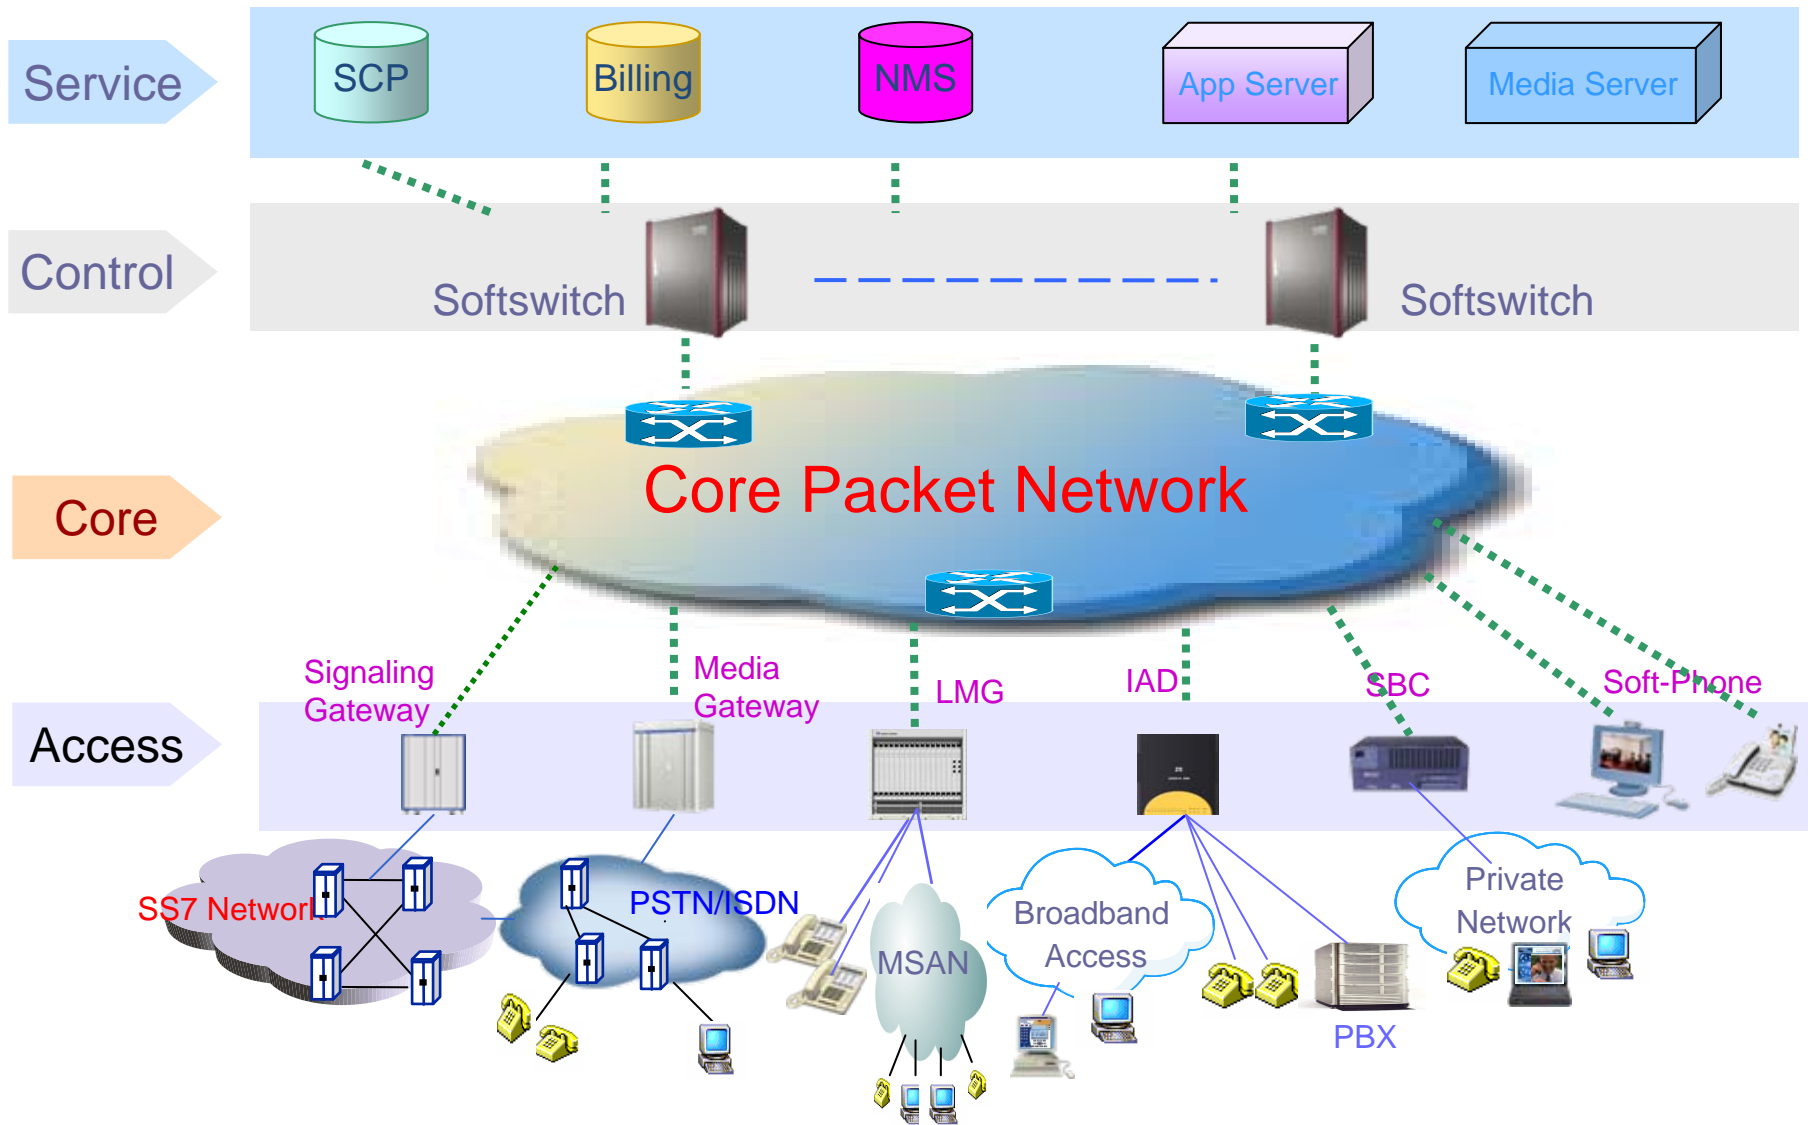 Service
SCP
Billing
NMS
App Server
Media Server
Control
Softswitch
Softswitch
Core
Core Packet Network
Access
Signaling
Gateway
Media
Gateway
LMG
IAD
SBC
Soft-Phone
SS7 Network
PSTN/ISDN
MSAN
Broadband
Access
PBX
Private
Network